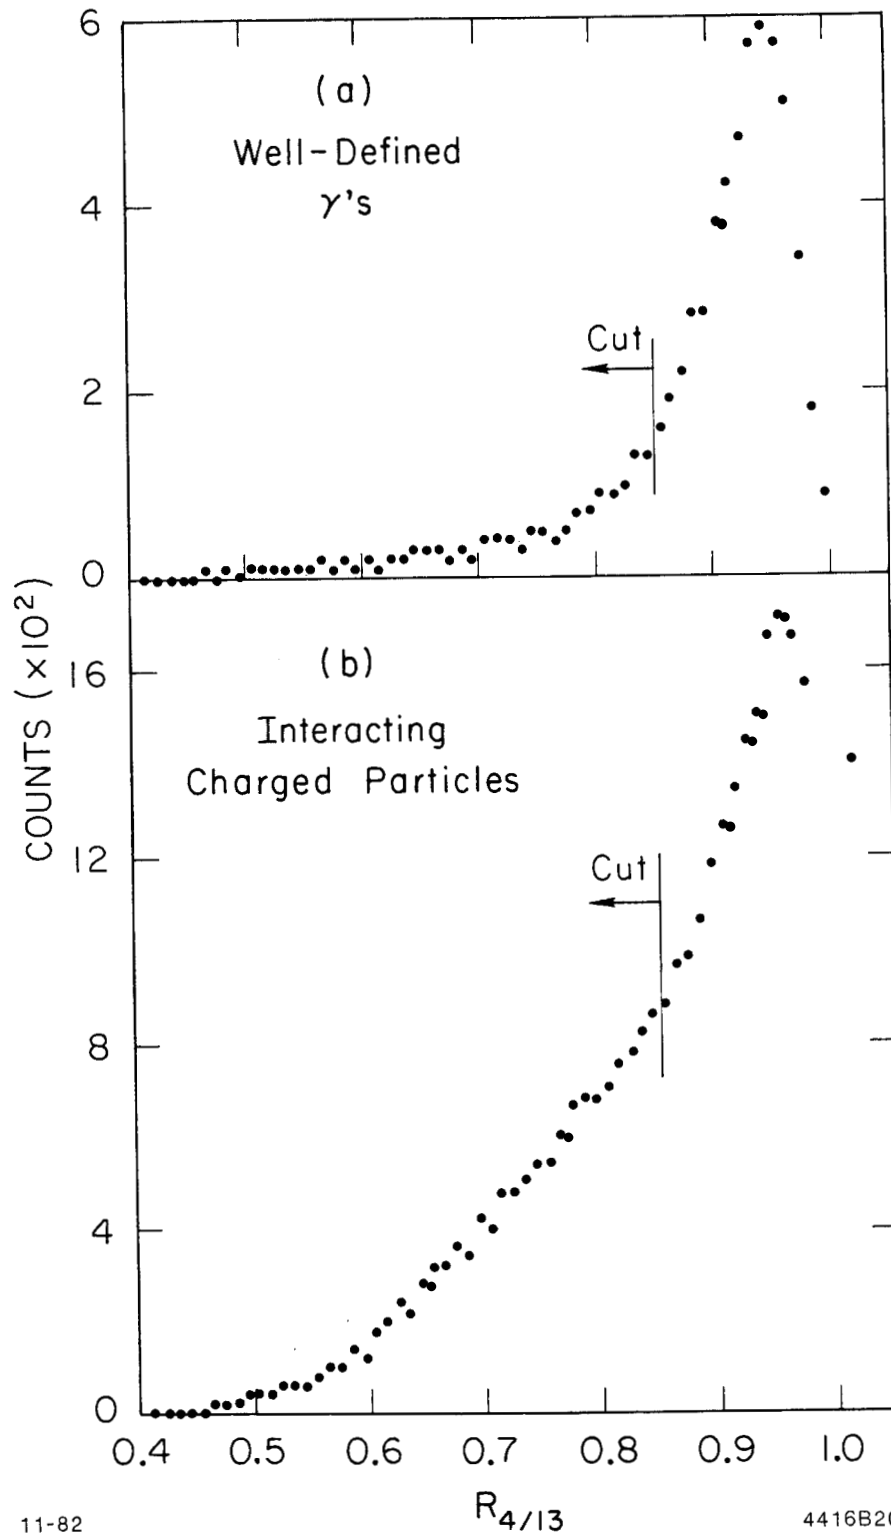 6
(a)
Well-Defined
γ's
4
Cut
2
0
COUNTS (×10²)
(b)
16
Interacting
Charged Particles
12
Cut
8
4
0
0.4 0.5 0.6 0.7 0.8 0.9 1.0
R4/13
11-82
4416B20